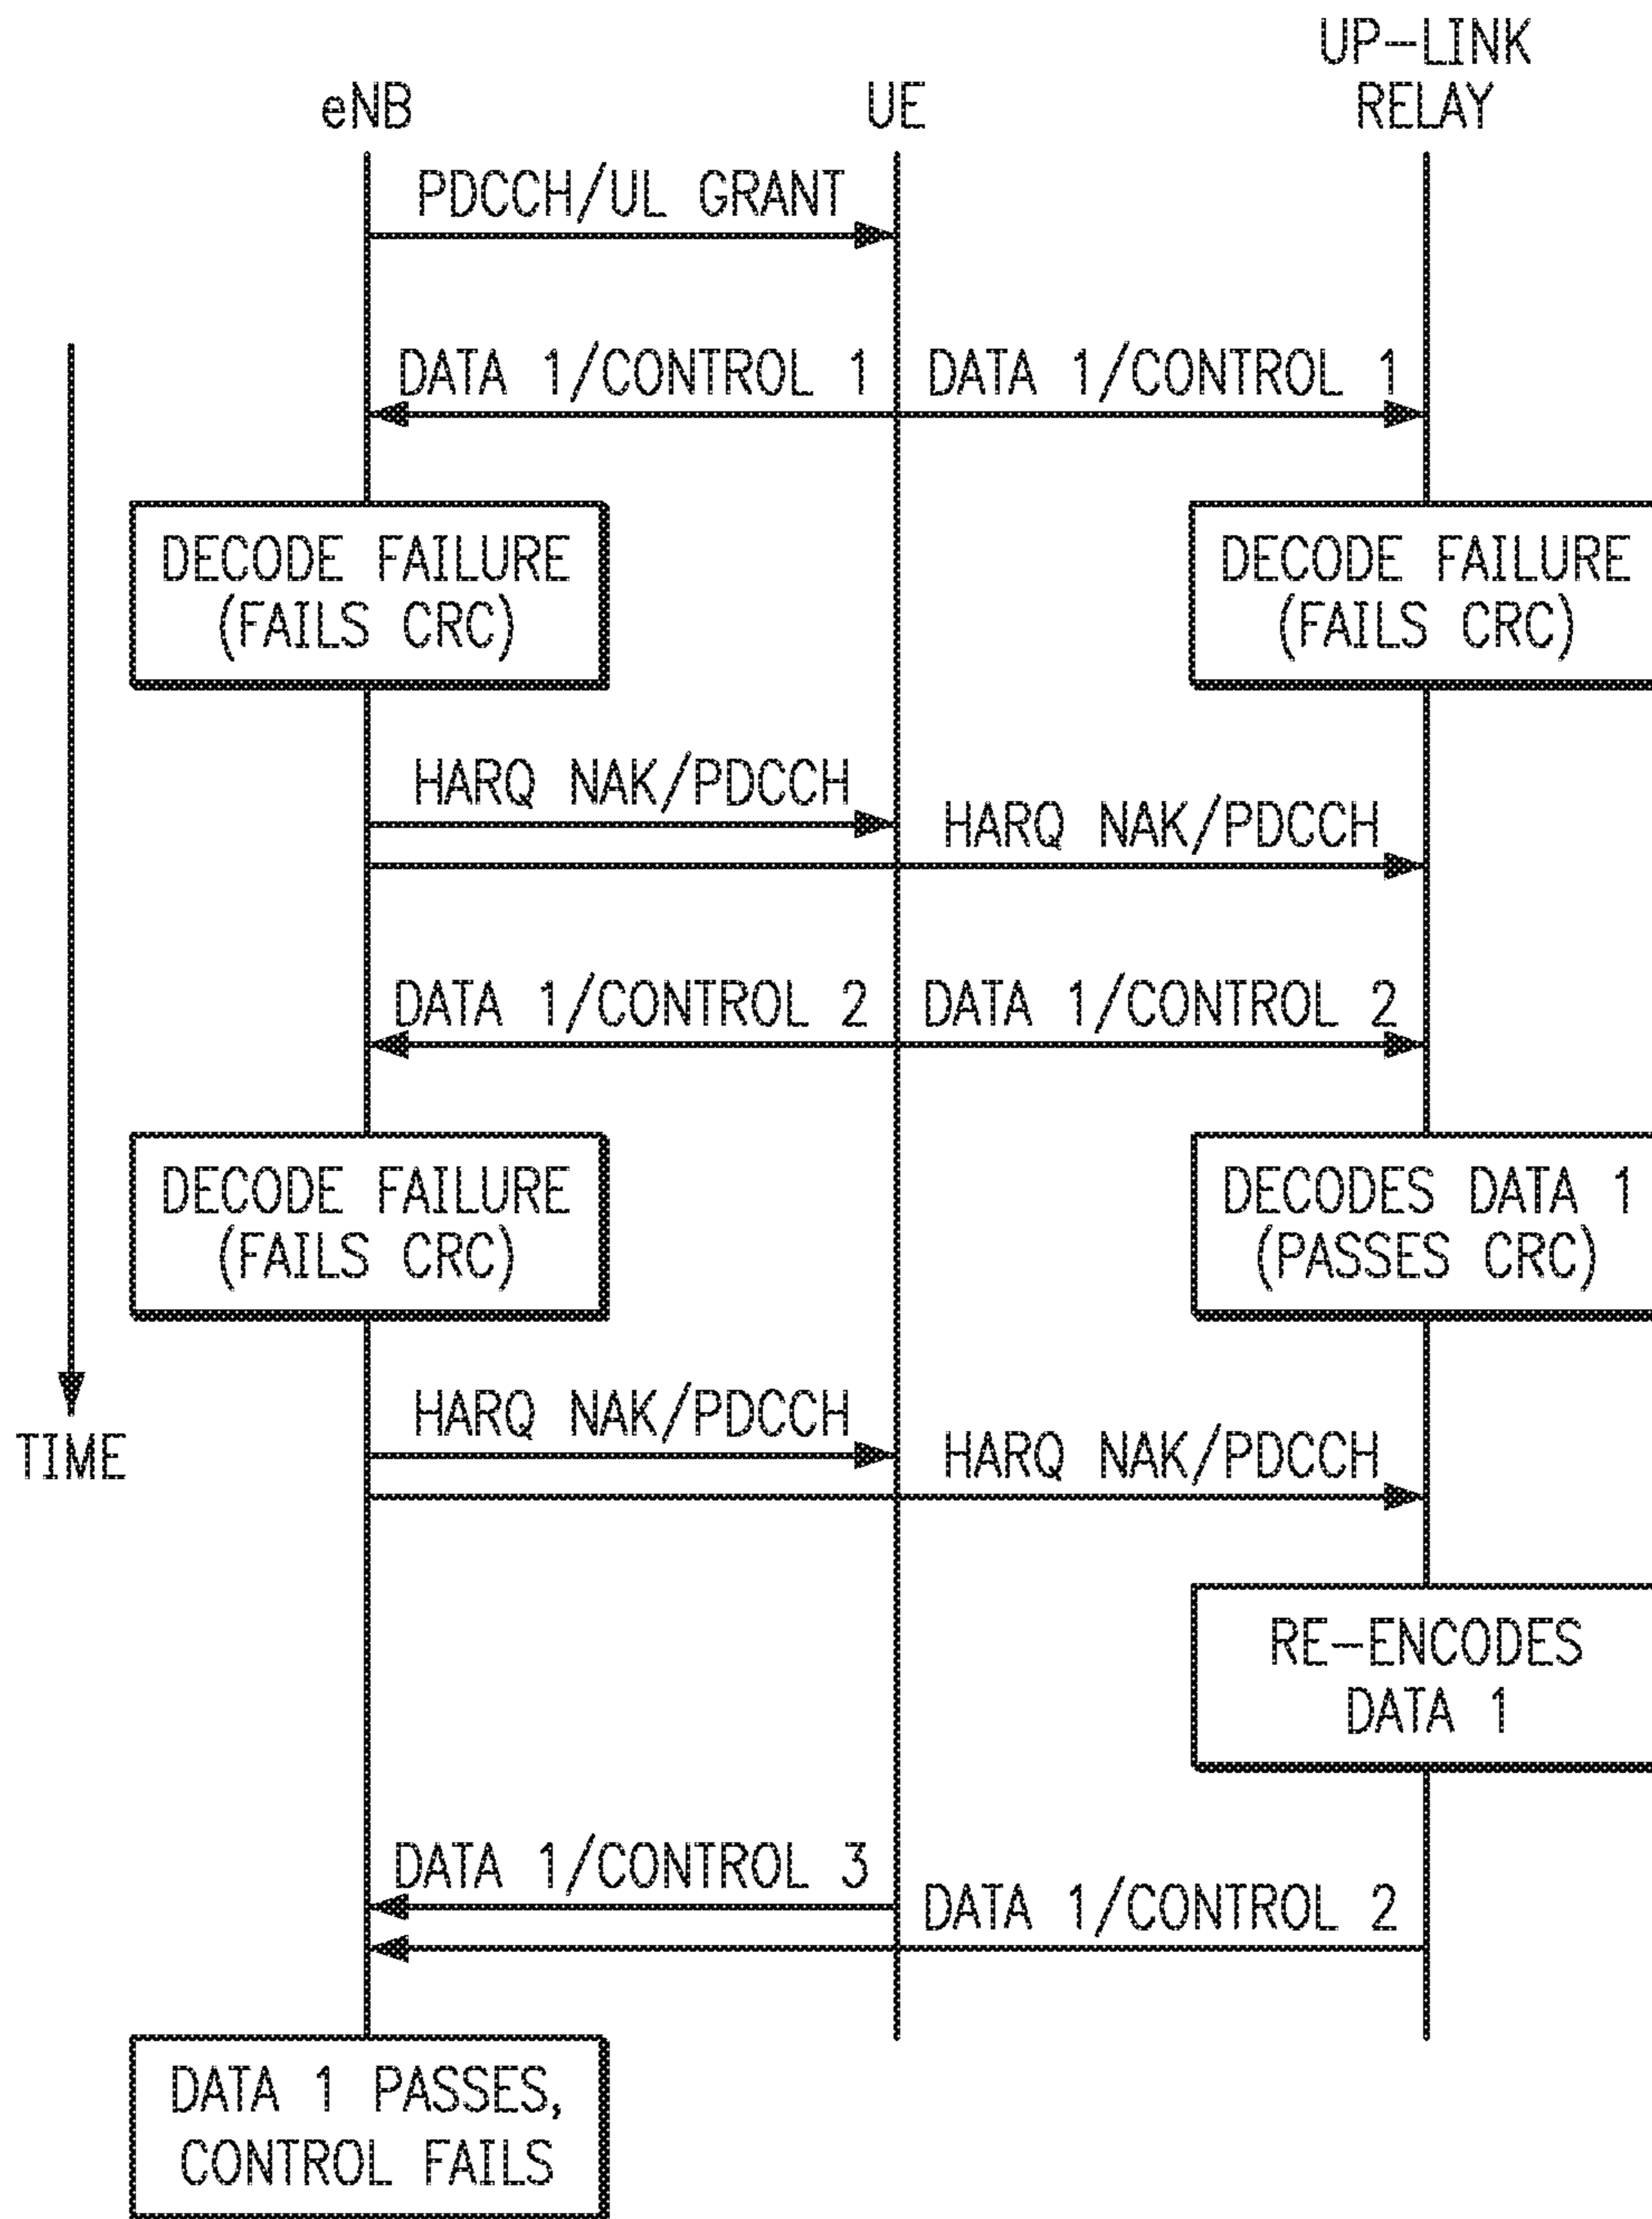 UP-LINK
RELAY
eNB
UE
PDCCH/UL GRANT
DATA 1/CONTROL 1
DATA 1/CONTROL 1
DECODE FAILURE
(FAILS CRC)
DECODE FAILURE
(FAILS CRC)
HARQ NAK/PDCCH
HARQ NAK/PDCCH
DATA 1/CONTROL 2
DATA 1/CONTROL 2
DECODE FAILURE
(FAILS CRC)
DECODES DATA 1
(PASSES CRC)
HARQ NAK/PDCCH
HARQ NAK/PDCCH
TIME
RE-ENCODES
DATA 1
DATA 1/CONTROL 3
DATA 1/CONTROL 2
DATA 1 PASSES,
CONTROL FAILS